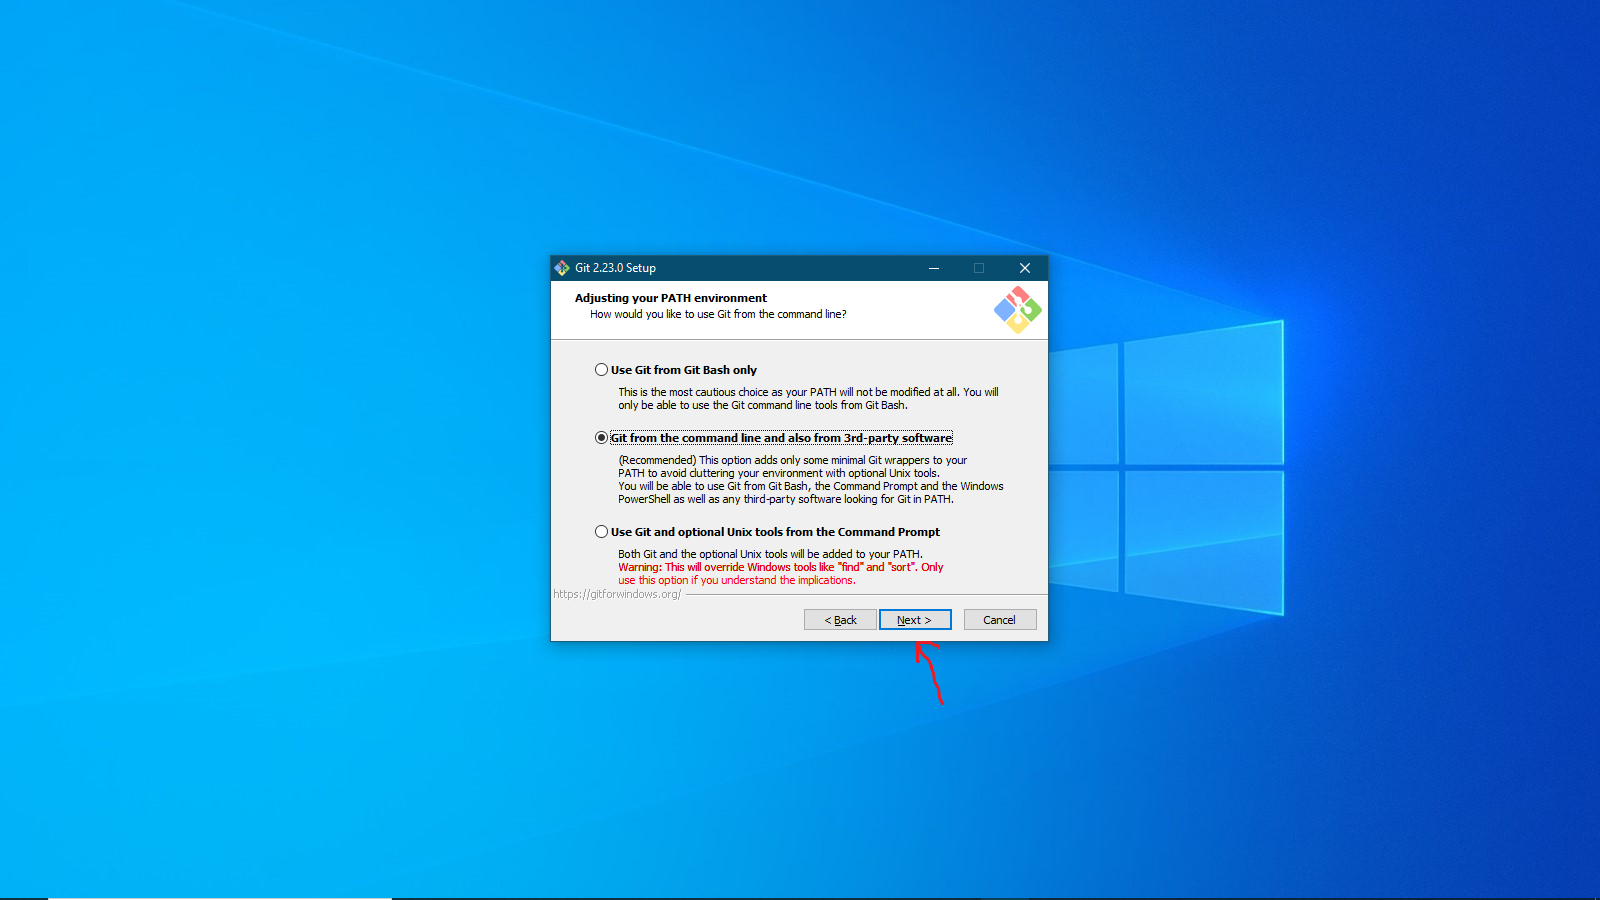 Git 2.23.0 Setup
Adjusting your PATH environment
How would you like to use Git from the command line?
Use Git from Git Bash only
This is the most cautious choice as your PATH will not be modified at all. You will
only be able to use the Git command line tools from Git Bash.
Git from the command line and also from 3rd-party software
(Recommended) This option adds only some minimal Git wrappers to your
PATH to avoid cluttering your environment with optional Unix tools.
You will be able to use Git from Git Bash, the Command Prompt and the Windows
PowerShell as well as any third-party software looking for Git in PATH.
Use Git and optional Unix tools from the Command Prompt
Both Git and the optional Unix tools will be added to your PATH.
Warning: This will override Windows tools like "find" and "sort". Only
use this option if you understand the implications.
https://gitforwindows.org/
< Back Next > Cancel